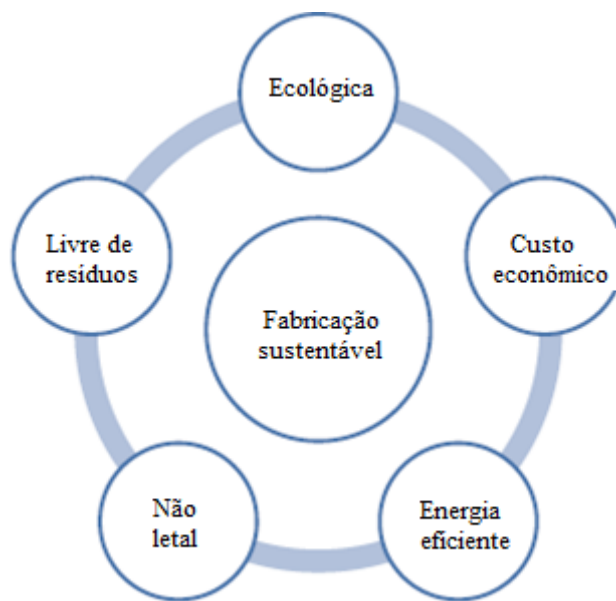 Ecológica
Livre de
resíduos
Custo
econômico
Fabricação
sustentável
Não
letal
Energia
eficiente